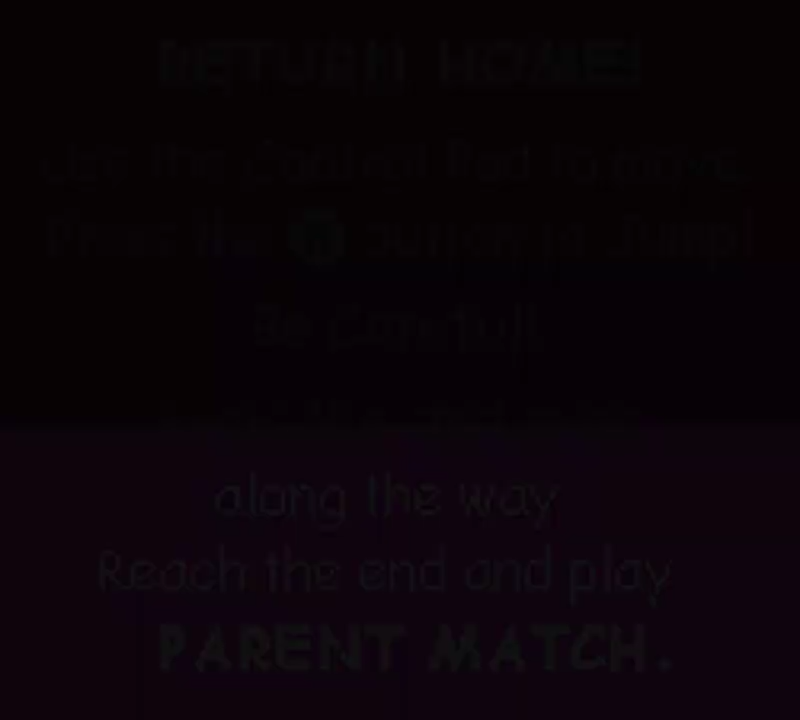 RETURN HOME!
Use the Control Pad to move.
Press the A button to Jump!
Be Careful!
along the way
Reach the end and play
PARENT MATCH.